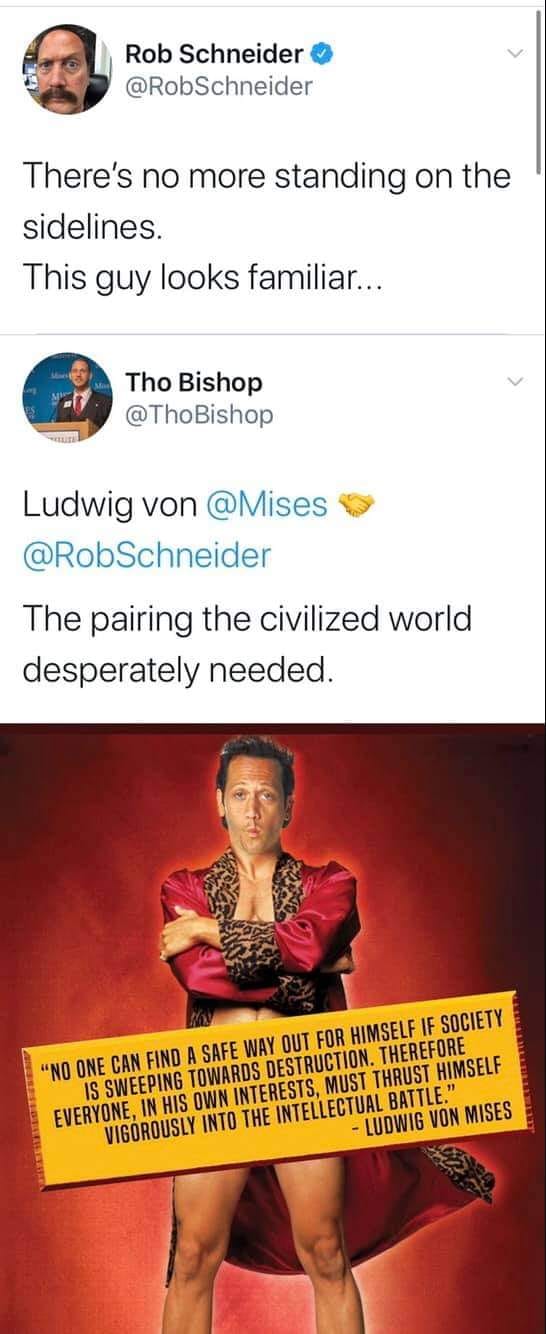 Rob Schneider
@RobSchneider
There's no more standing on the
sidelines.
This guy looks familiar...
Tho Bishop
@ThoBishop
Ludwig von @Mises 🤝
@RobSchneider
The pairing the civilized world
desperately needed.
"NO ONE CAN FIND A SAFE WAY OUT FOR HIMSELF IF SOCIETY
IS SWEEPING TOWARDS DESTRUCTION. THEREFORE
EVERYONE, IN HIS OWN INTERESTS, MUST THRUST HIMSELF
VIGOROUSLY INTO THE INTELLECTUAL BATTLE."
- LUDWIG VON MISES